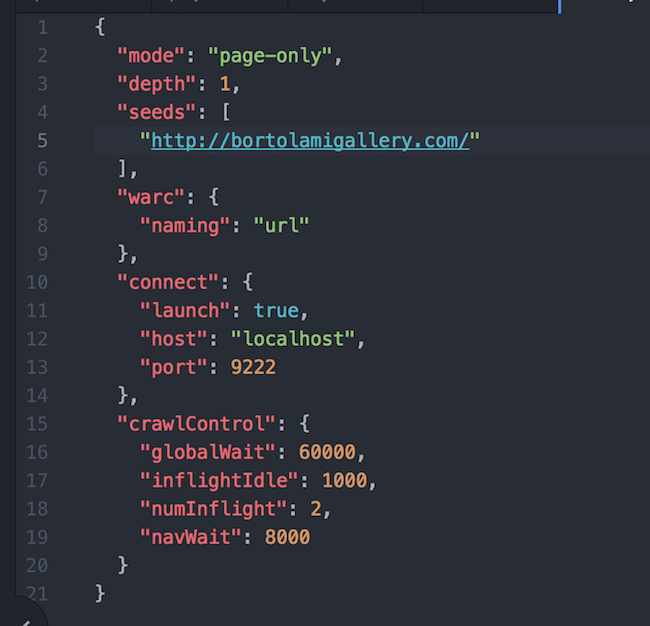 1 {
2   "mode": "page-only",
3   "depth": 1,
4   "seeds": [
5     "http://bortolamigallery.com/"
6   ],
7   "warc": {
8     "naming": "url"
9   },
10   "connect": {
11     "launch": true,
12     "host": "localhost",
13     "port": 9222
14   },
15   "crawlControl": {
16     "globalWait": 60000,
17     "inflightIdle": 1000,
18     "numInflight": 2,
19     "navWait": 8000
20   }
21 }